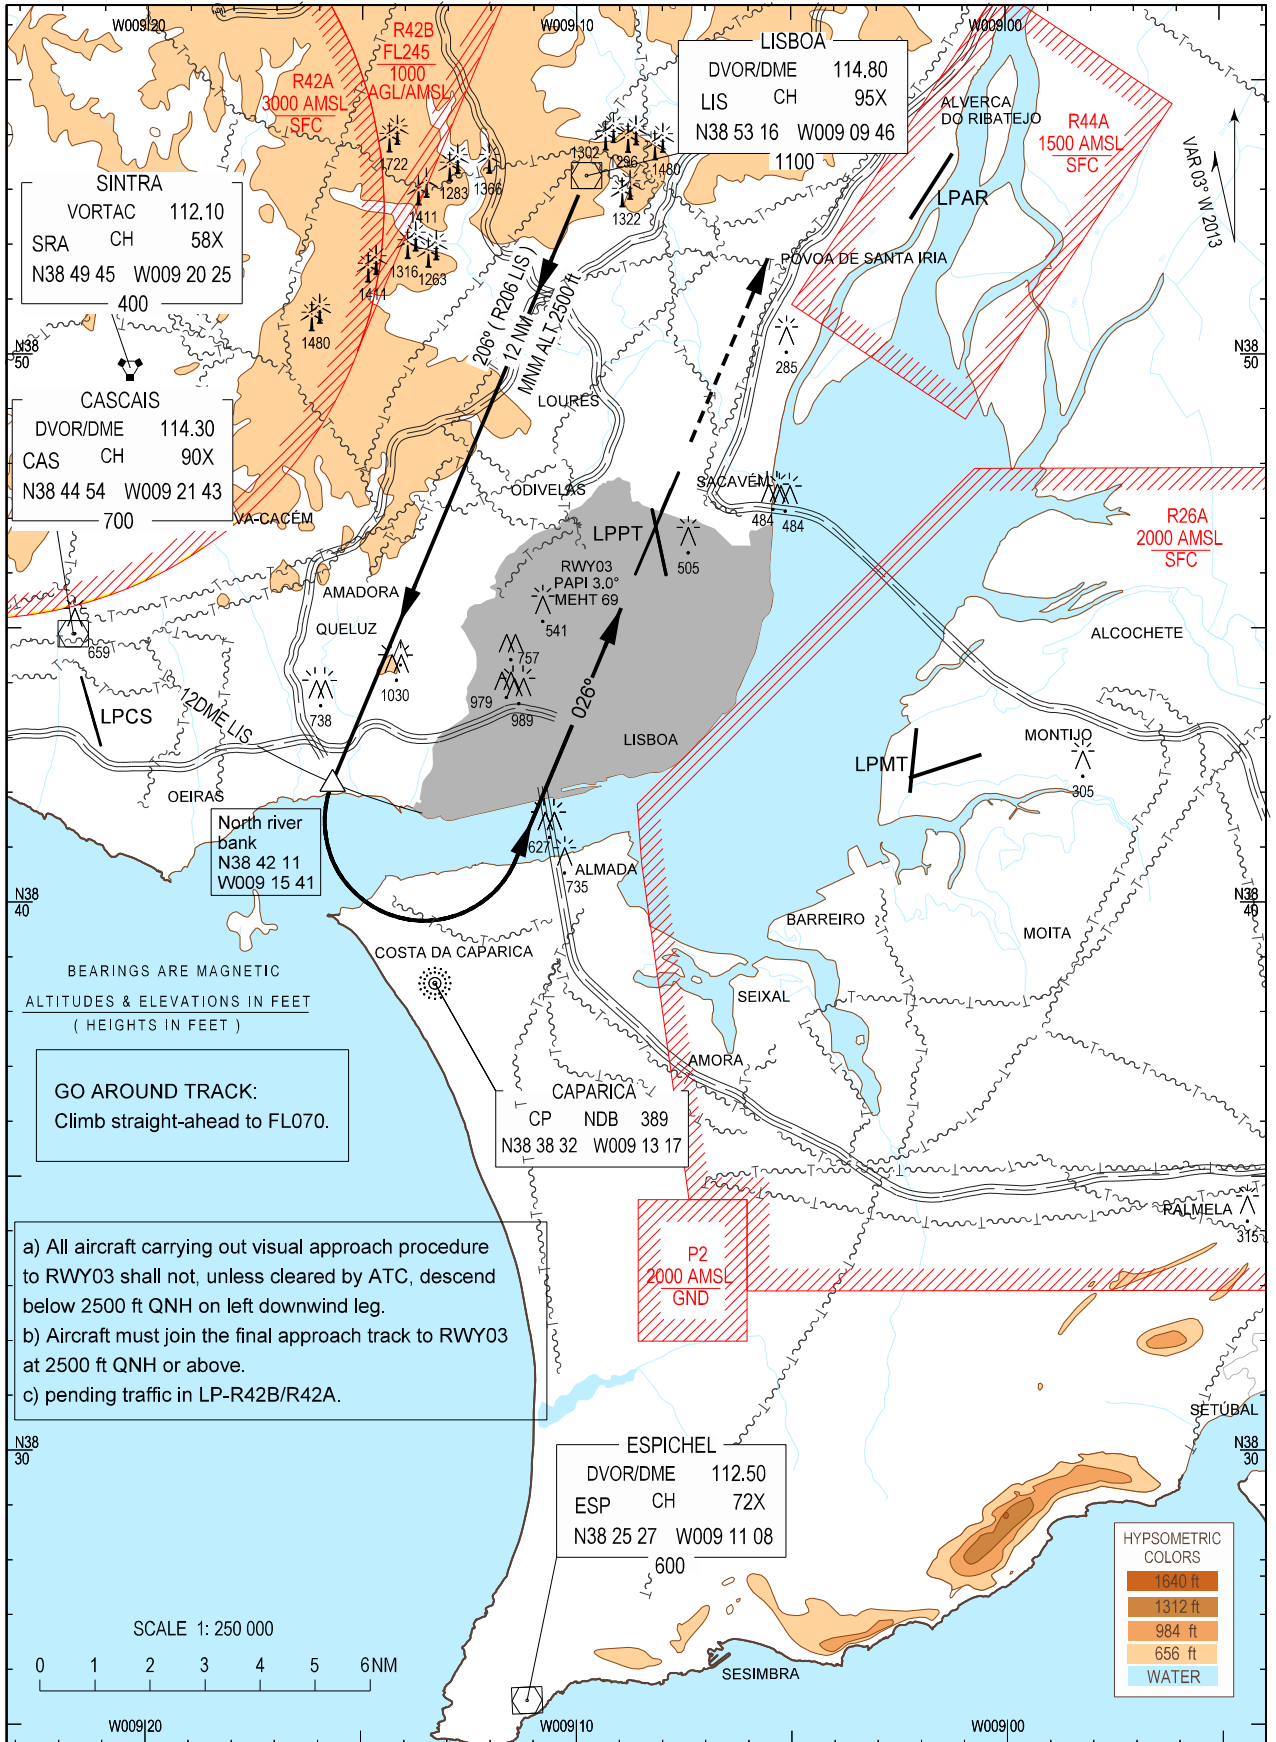 W009 20
W009 10
W009 00
R42B
FL245
1000
AGL/AMSL
R42A
3000 AMSL
SFC
LISBOA
DVOR/DME 114.80
LIS CH 95X
N38 53 16 W009 09 46
1100
ALVERCA
DO RIBATEJO
R44A
1500 AMSL
SFC
VAR 03° W 2013
LPAR
1722
1283
1366
1411
1302
1296
1480
1322
1316
1263
1411
1480
SINTRA
VORTAC 112.10
SRA CH 58X
N38 49 45 W009 20 25
400
PÓVOA DE SANTA IRIA
206° ( R206 LIS )
12 NM
MNM ALT 2500 ft
N38
50
N38
50
285
CASCAIS
DVOR/DME 114.30
CAS CH 90X
N38 44 54 W009 21 43
700
LOURES
ODIVELAS
SACAVÉM
VA-CACÉM
484
484
R26A
2000 AMSL
SFC
LPPT
505
RWY03
PAPI 3.0°
MEHT 69
AMADORA
QUELUZ
541
757
659
ALCOCHETE
1030
979
989
738
026°
12DME LIS
LPCS
LISBOA
MONTIJO
LPMT
305
OEIRAS
North river
bank
N38 42 11
W009 15 41
627
735
ALMADA
N38
40
N38
40
BARREIRO
MOITA
COSTA DA CAPARICA
BEARINGS ARE MAGNETIC
ALTITUDES & ELEVATIONS IN FEET
( HEIGHTS IN FEET )
SEIXAL
AMORA
GO AROUND TRACK:
Climb straight-ahead to FL070.
CAPARICA
CP NDB 389
N38 38 32 W009 13 17
PALMELA
315
a) All aircraft carrying out visual approach procedure
to RWY03 shall not, unless cleared by ATC, descend
below 2500 ft QNH on left downwind leg.
b) Aircraft must join the final approach track to RWY03
at 2500 ft QNH or above.
c) pending traffic in LP-R42B/R42A.
P2
2000 AMSL
GND
SETÚBAL
N38
30
N38
30
ESPICHEL
DVOR/DME 112.50
ESP CH 72X
N38 25 27 W009 11 08
600
HYPSOMETRIC
COLORS
1640 ft
1312 ft
984 ft
656 ft
WATER
SCALE 1: 250 000
0 1 2 3 4 5 6 NM
SESIMBRA
W009 20
W009 10
W009 00